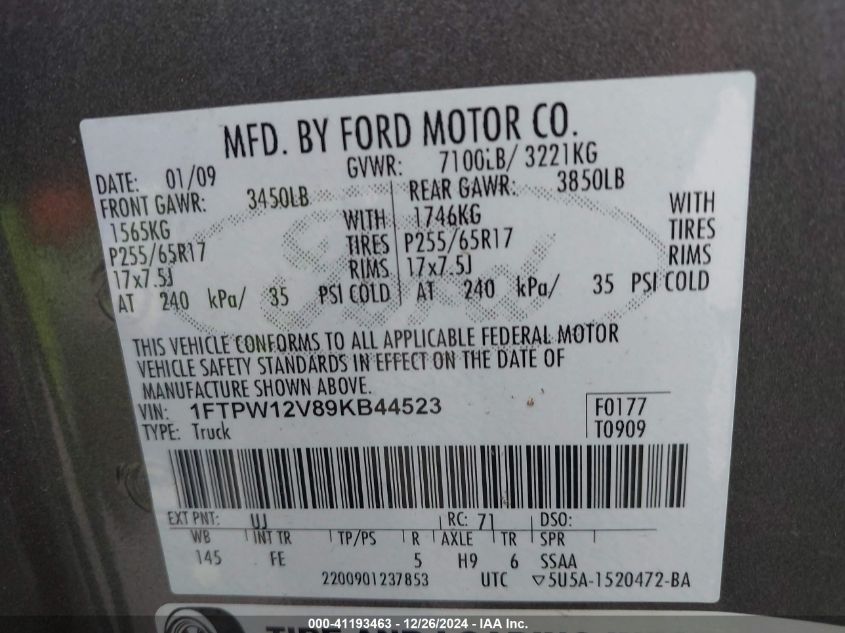 MFD. BY FORD MOTOR CO.
DATE: 01/09 GVWR: 7100LB/ 3221KG
FRONT GAWR: 3450LB REAR GAWR: 3850LB
1565KG WITH 1746KG WITH
P255/65R17 TIRES P255/65R17 TIRES
17x7.5J RIMS 17x7.5J RIMS
AT 240 kPa/ 35 PSI COLD AT 240 kPa/ 35 PSI COLD
THIS VEHICLE CONFORMS TO ALL APPLICABLE FEDERAL MOTOR
VEHICLE SAFETY STANDARDS IN EFFECT ON THE DATE OF
MANUFACTURE SHOWN ABOVE.
VIN: 1FTPW12V89KB44523 F0177
TYPE: Truck T0909
EXT PNT: UJ RC: 71 DSO:
WB INT TR TP/PS R AXLE TR SPR
145 FE 5 H9 6 SSAA
2200901237853 UTC ▽5U5A-1520472-BA
000-41193463 - 12/26/2024 - IAA, Inc.